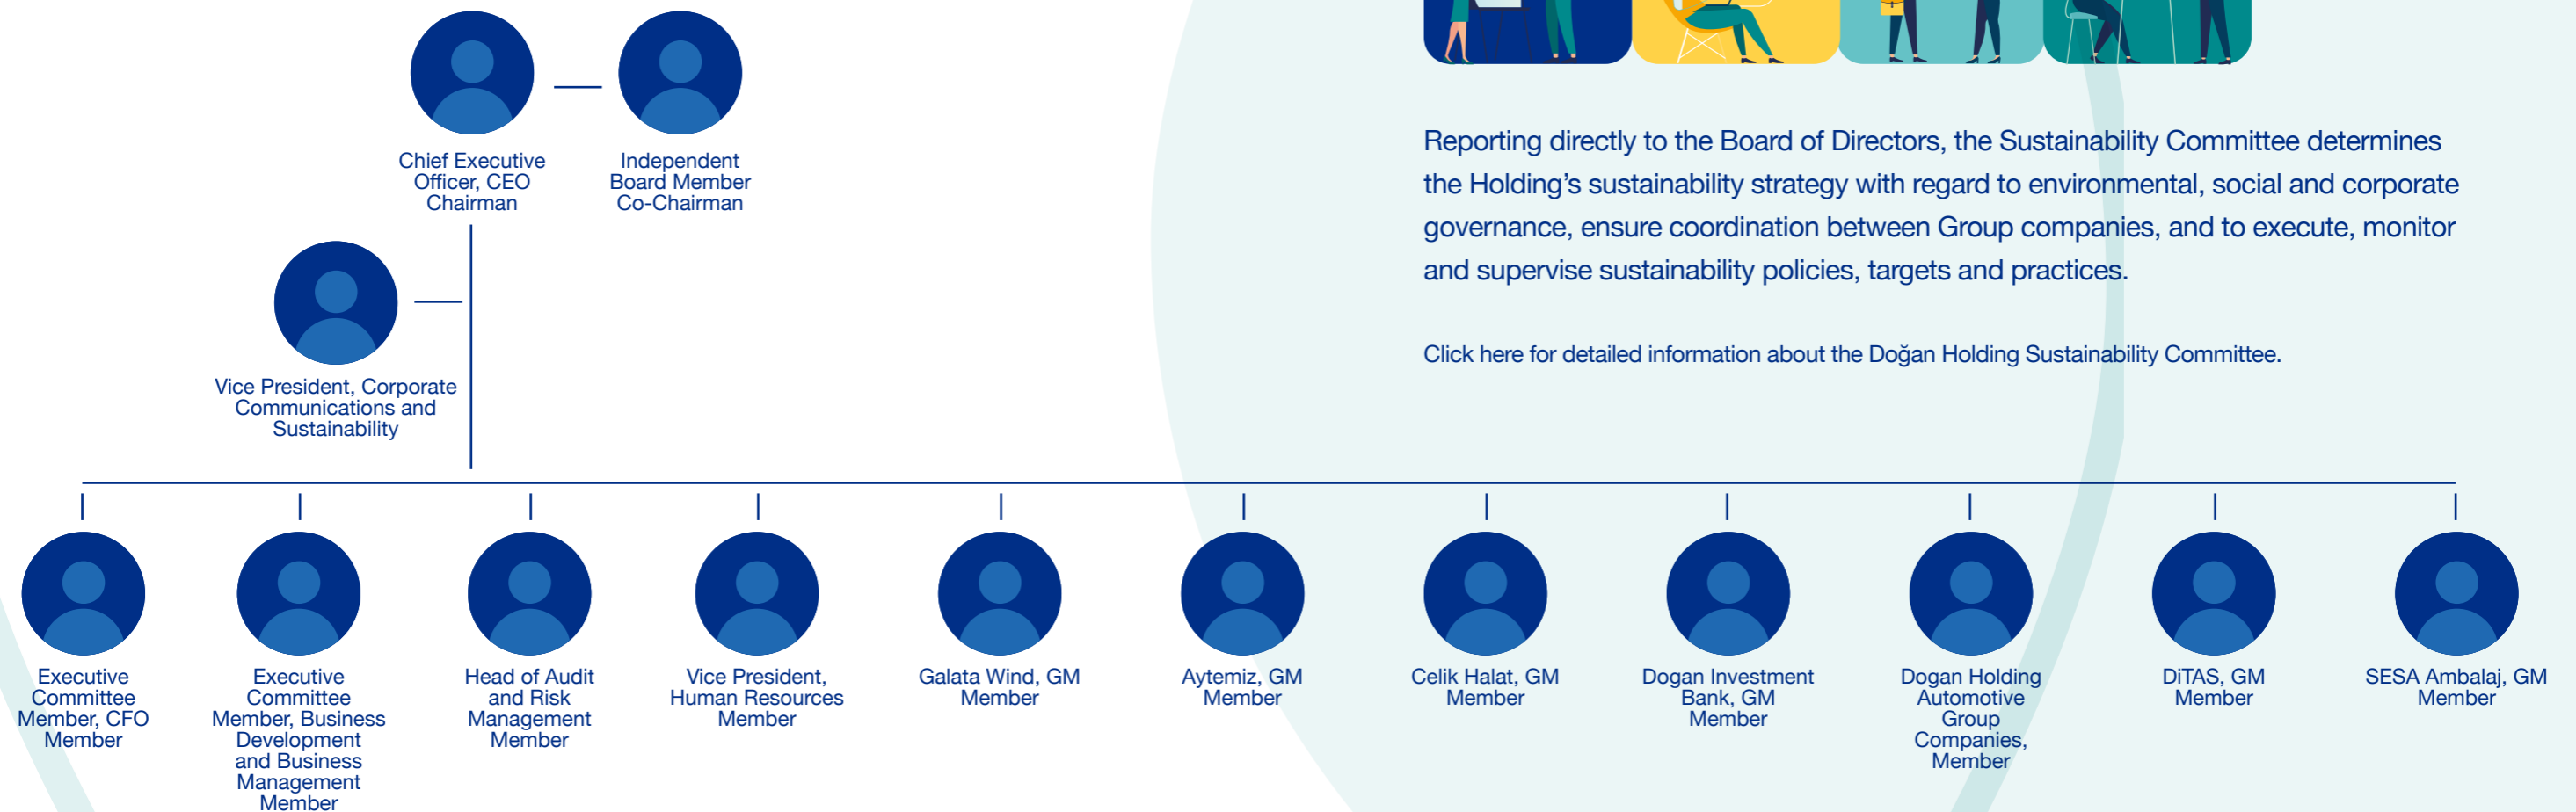 Chief Executive
Officer, CEO
Chairman
Independent
Board Member
Co-Chairman
Vice President, Corporate
Communications and
Sustainability
Reporting directly to the Board of Directors, the Sustainability Committee determines
the Holding’s sustainability strategy with regard to environmental, social and corporate
governance, ensure coordination between Group companies, and to execute, monitor
and supervise sustainability policies, targets and practices.
Click here for detailed information about the Doğan Holding Sustainability Committee.
Executive
Committee
Member, CFO
Member
Executive
Committee
Member, Business
Development
and Business
Management
Member
Head of Audit
and Risk
Management
Member
Vice President,
Human Resources
Member
Galata Wind, GM
Member
Aytemiz, GM
Member
Celik Halat, GM
Member
Dogan Investment
Bank, GM
Member
Dogan Holding
Automotive
Group
Companies,
Member
DiTAS, GM
Member
SESA Ambalaj, GM
Member